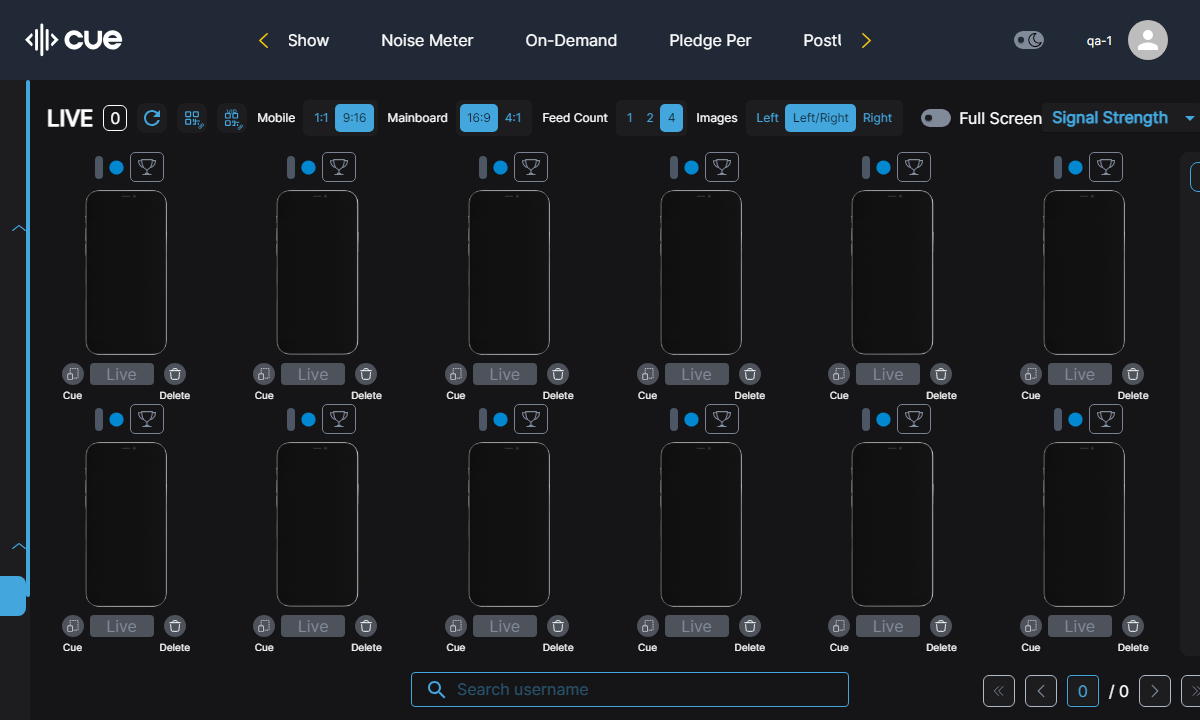 cue
Show Noise Meter On-Demand Pledge Per
qa-1
LIVE 0 Mobile 1:1 9:16 Mainboard 16:9 4:1 Feed Count 1 2 4 Images Left Left/Right Right Full Screen Signal Strength
Live Live Live Live Live Live
Cue Delete Cue Delete Cue Delete Cue Delete Cue Delete Cue Delete
Live Live Live Live Live Live
Cue Delete Cue Delete Cue Delete Cue Delete Cue Delete Cue Delete
Search username
0 / 0